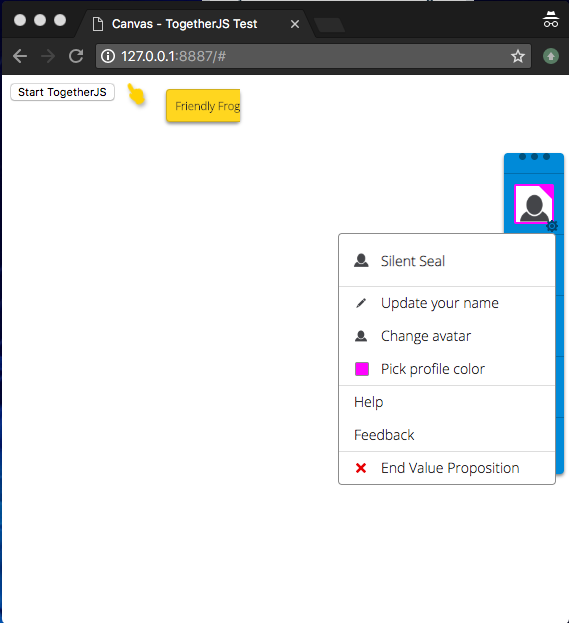 Canvas - TogetherJS Test
127.0.0.1:8887/#
Start TogetherJS
Friendly Frog
Silent Seal
Update your name
Change avatar
Pick profile color
Help
Feedback
End Value Proposition